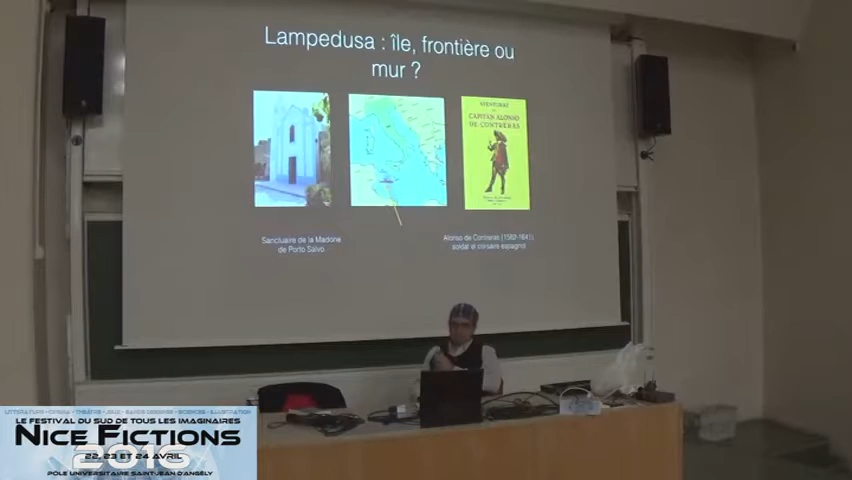 Lampedusa : île, frontière ou
mur ?
CAPITAN ALONSO
DE CONTRERAS
Sanctuaire de la Madone
de Porto Salvo
Alonso de Contreras (1582-1641),
soldat et corsaire espagnol
LE FESTIVAL DU SUD DE TOUS LES IMAGINAIRES
NICE FICTIONS
2016
22, 23 ET 24 AVRIL
POLE UNIVERSITAIRE SAINT-JEAN D'ANGÉLY